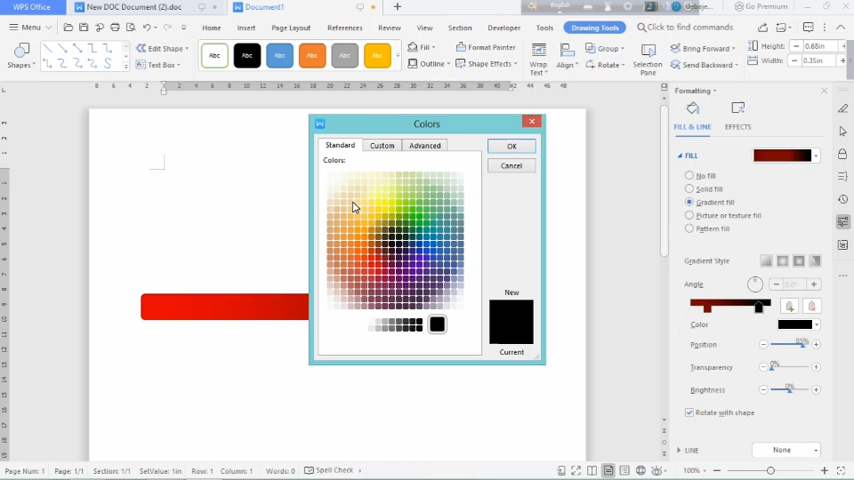 WPS Office
New DOC Document (2).doc
Document1
English
Go Premium
Menu
Home
Insert
Page Layout
References
Review
View
Section
Developer
Tools
Drawing Tools
Click to find commands
Shapes
Edit Shape
Text Box
Abc
Abc
Abc
Abc
Abc
Abc
Fill
Outline
Format Painter
Shape Effects
Wrap Text
Align
Group
Rotate
Selection Pane
Bring Forward
Send Backward
Height: 0.68in
Width: 0.35in
Colors
Standard
Custom
Advanced
Colors:
OK
Cancel
New
Current
Formatting
FILL & LINE
EFFECTS
FILL
No fill
Solid fill
Gradient fill
Picture or texture fill
Pattern fill
Gradient Style
Angle
0.0°
Color
Position
85%
Transparency
0%
Brightness
0%
Rotate with shape
LINE
None
Page Num: 1
Page: 1/1
Section: 1/1
SetValue: 1in
Row: 1
Column: 1
Words: 0
Spell Check
100%